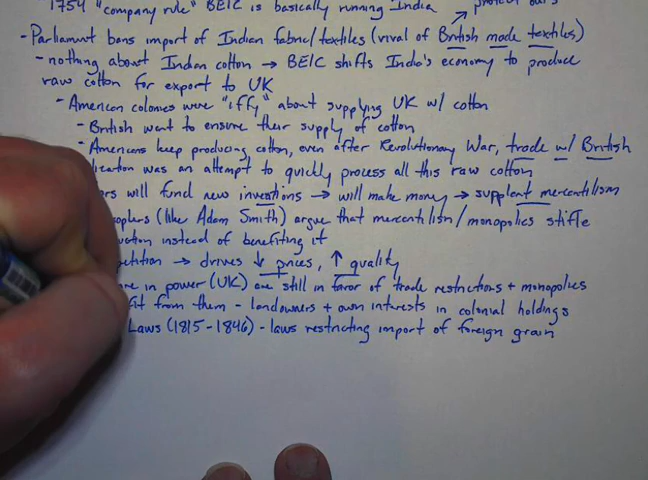 1754 "company rule" BEIC is basically running India
- Parliament bans import of Indian fabric/textiles (rival of British made textiles)
- nothing about Indian cotton → BEIC shifts India's economy to produce
raw cotton for export to UK
- American colonies were "iffy" about supplying UK w/ cotton
- British want to ensure their supply of cotton
- Americans keep producing cotton, even after Revolutionary War, trade w/ British
was an attempt to quickly process all this raw cotton
will fund new inventions → will make money → supplant mercantilism
(like Adam Smith) argue that mercantilism/monopolies stifle
instead of benefiting it
→ drives ↓ prices, ↑ quality
in power (UK) are still in favor of trade restrictions + monopolies
from them - landowners + own interests in colonial holdings
Laws (1815-1846) - laws restricting import of foreign grain